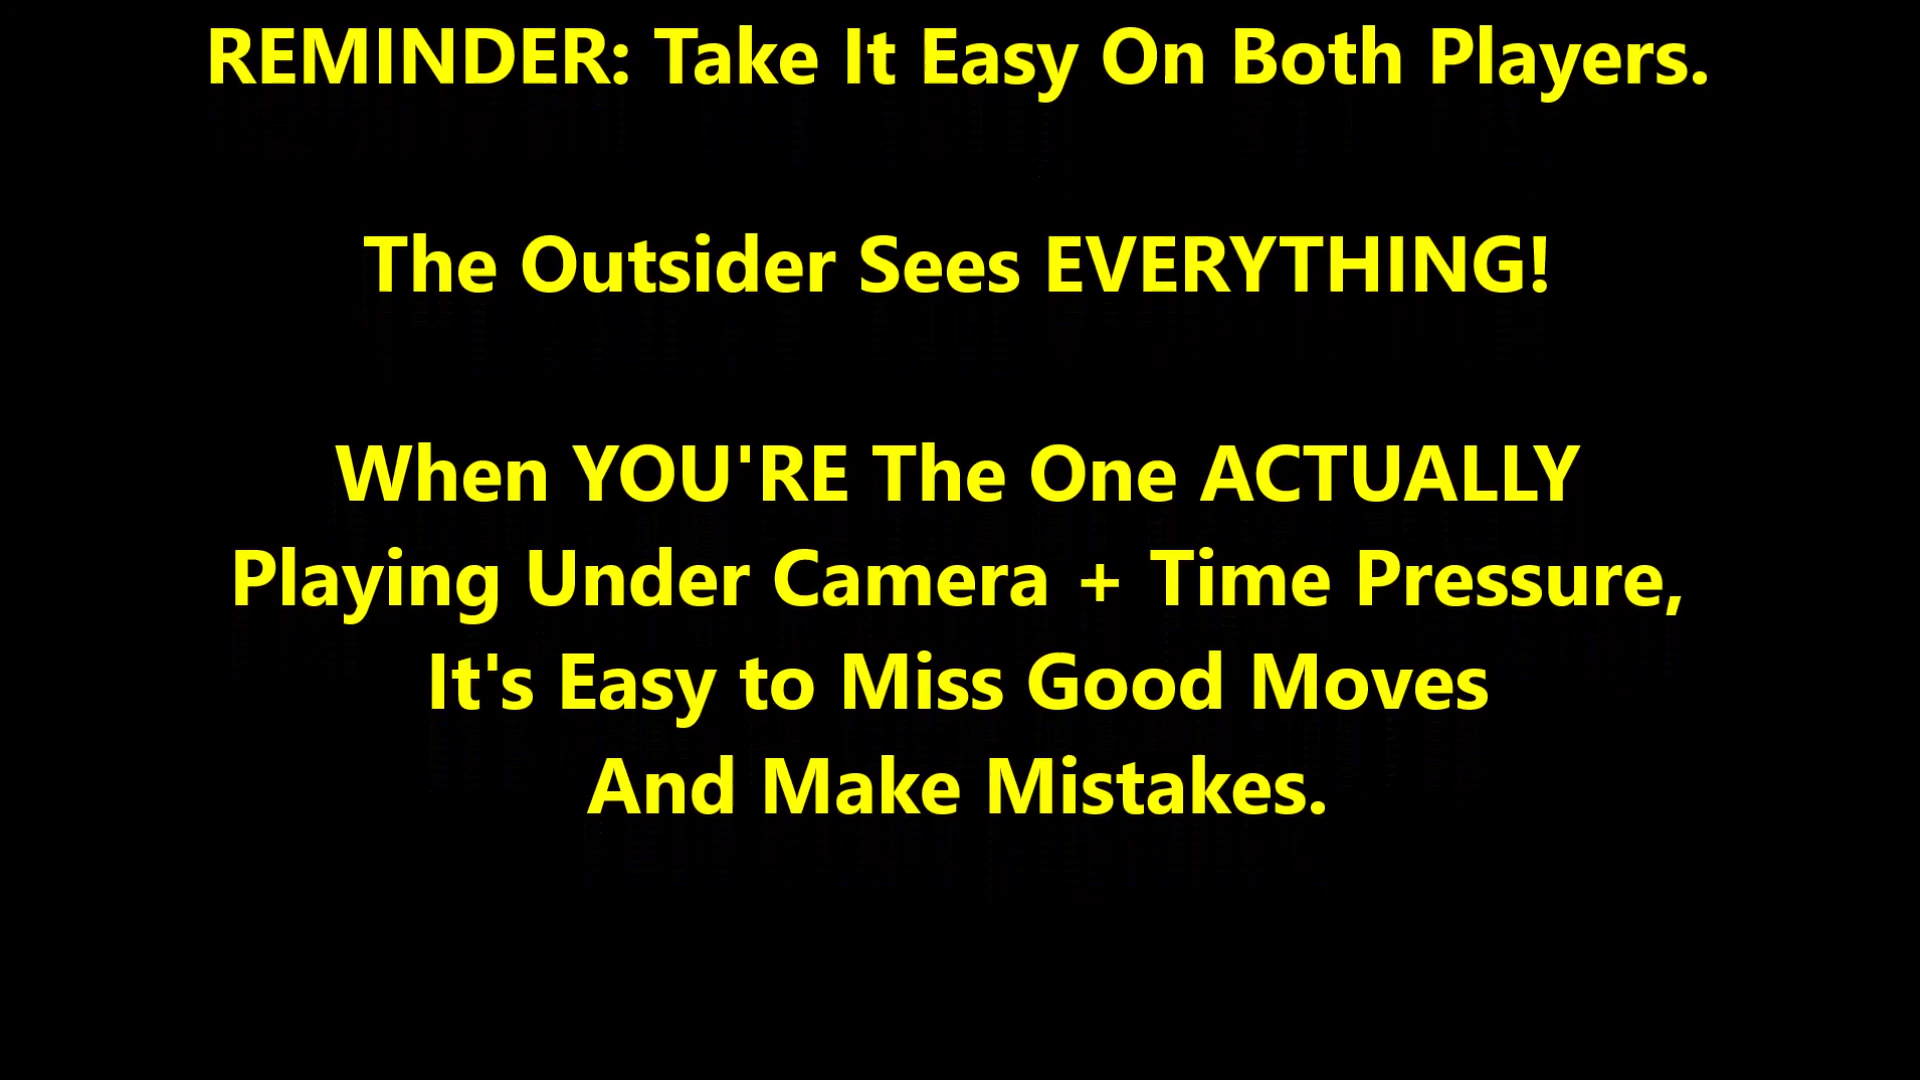 REMINDER: Take It Easy On Both Players.
The Outsider Sees EVERYTHING!
When YOU'RE The One ACTUALLY
Playing Under Camera + Time Pressure,
It's Easy to Miss Good Moves
And Make Mistakes.